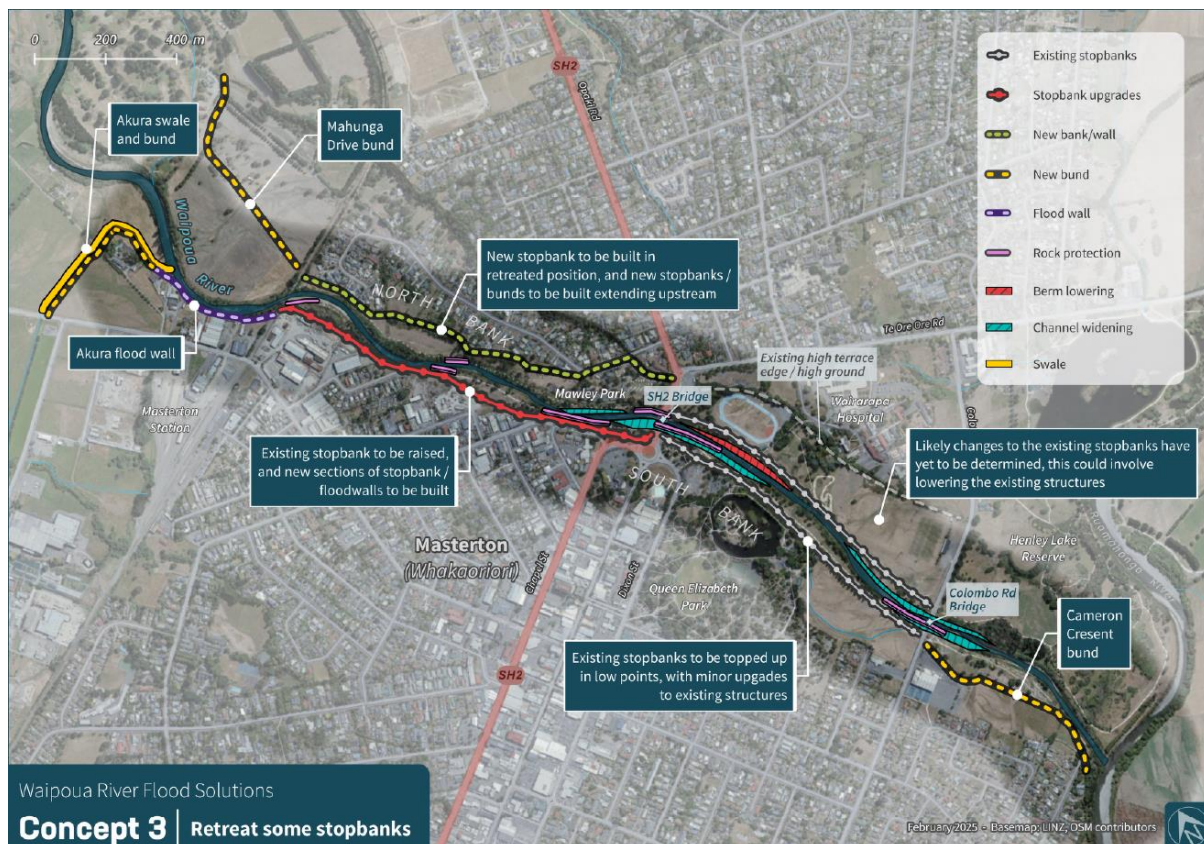 0 200 400 m
SH2
Opaki Rd
Existing stopbanks
Stopbank upgrades
New bank/wall
New bund
Flood wall
Rock protection
Berm lowering
Channel widening
Swale
Akura swale
and bund
Mahunga
Drive bund
Waipoua
River
New stopbank to be built in
retreated position, and new stopbanks /
bunds to be built extending upstream
NORTH
BANK
Akura flood wall
Te Ore Ore Rd
Existing high terrace
edge / high ground
Mawley Park
SH2 Bridge
Wairarapa
Hospital
Masterton
Station
Existing stopbank to be raised,
and new sections of stopbank /
floodwalls to be built
Likely changes to the existing stopbanks have
yet to be determined, this could involve
lowering the existing structures
SOUTH
BANK
Masterton
(Whakaoriori)
Chapel St
Dixon St
Queen Elizabeth
Park
Henley Lake
Reserve
Colombo Rd
Bridge
Cameron
Cresent
bund
SH2
Existing stopbanks to be topped up
in low points, with minor upgades
to existing structures
Waipoua River Flood Solutions
Concept 3 | Retreat some stopbanks
February 2025 - Basemap: LINZ, OSM contributors